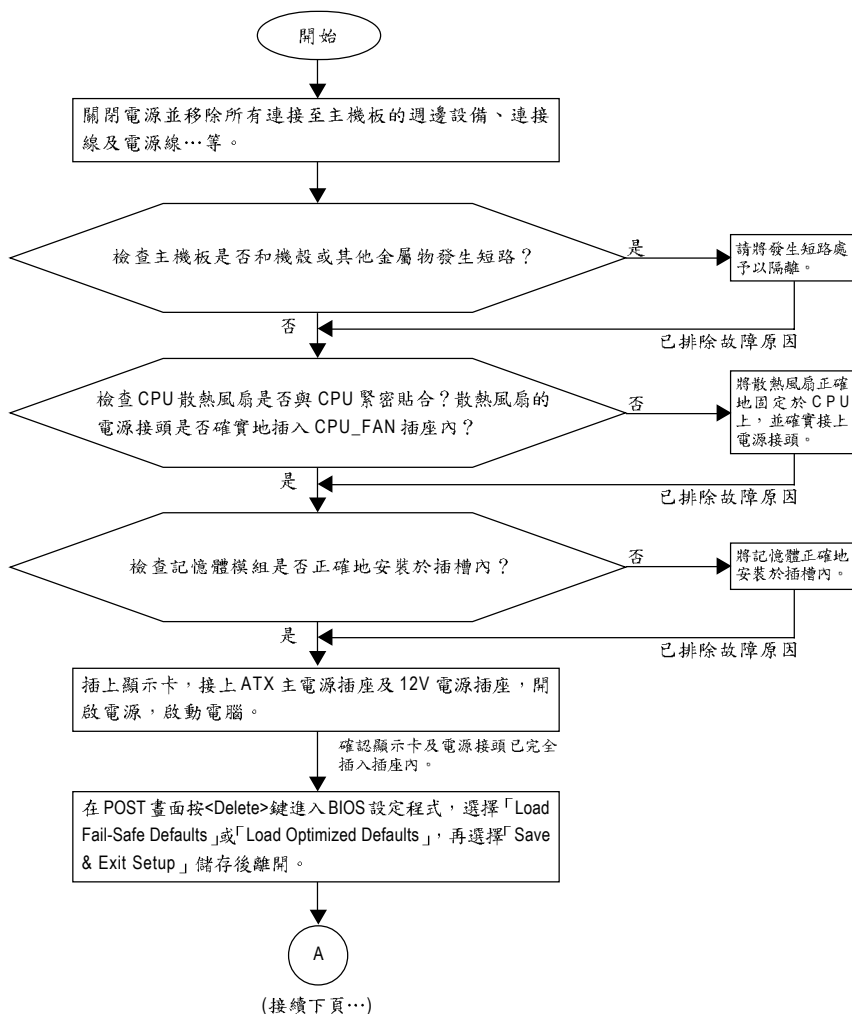 開始
關閉電源並移除所有連接至主機板的週邊設備、連接
線及電源線…等。
檢查主機板是否和機殼或其他金屬物發生短路？
是
請將發生短路處
予以隔離。
否
已排除故障原因
檢查 CPU 散熱風扇是否與 CPU 緊密貼合？散熱風扇的
電源接頭是否確實地插入 CPU_FAN 插座內？
否
將散熱風扇正確
地固定於 CPU
上，並確實接上
電源接頭。
是
已排除故障原因
檢查記憶體模組是否正確地安裝於插槽內？
否
將記憶體正確地
安裝於插槽內。
是
已排除故障原因
插上顯示卡，接上 ATX 主電源插座及 12V 電源插座，開
啟電源，啟動電腦。
確認顯示卡及電源接頭已完全
插入插座內。
在 POST 畫面按<Delete>鍵進入 BIOS 設定程式，選擇「Load
Fail-Safe Defaults」或「Load Optimized Defaults」，再選擇「Save
& Exit Setup」儲存後離開。
A
(接續下頁…)